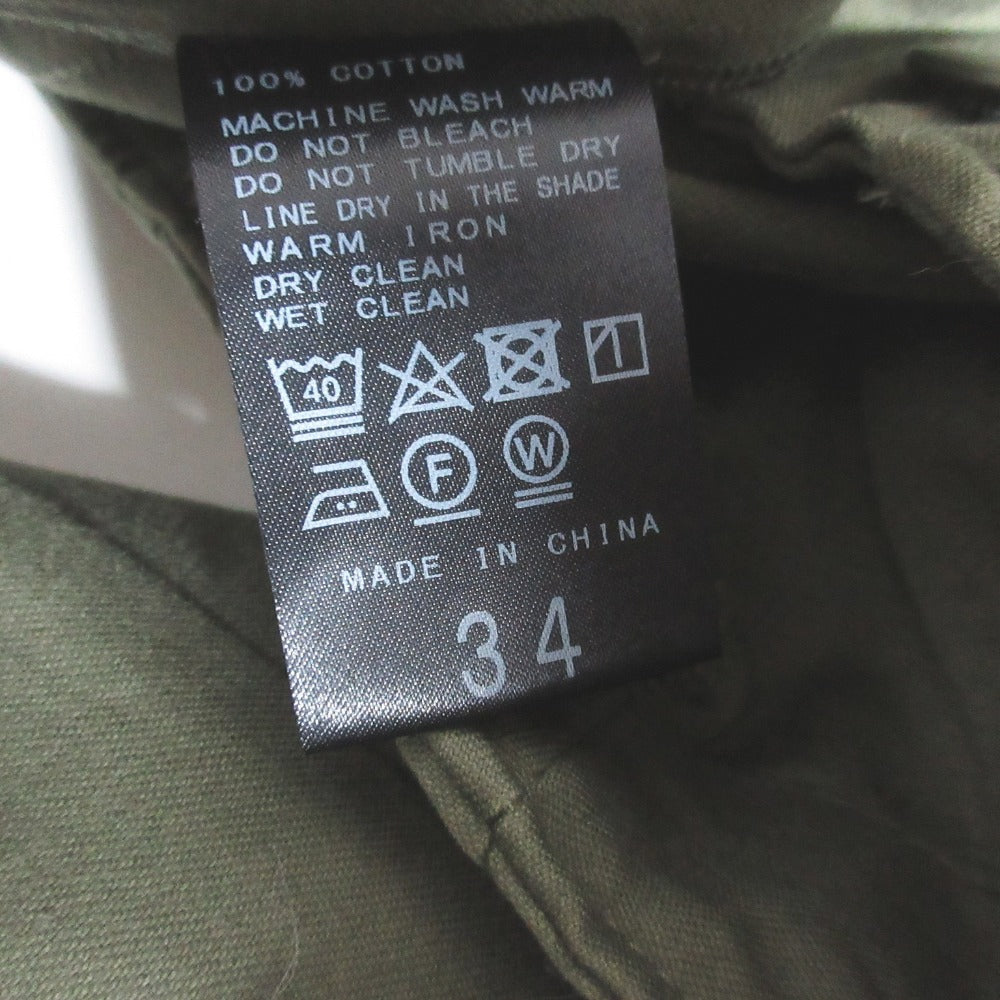 100% COTTON
MACHINE WASH WARM
DO NOT BLEACH
DO NOT TUMBLE DRY
LINE DRY IN THE SHADE
WARM IRON
DRY CLEAN
WET CLEAN
40
F W
MADE IN CHINA
34